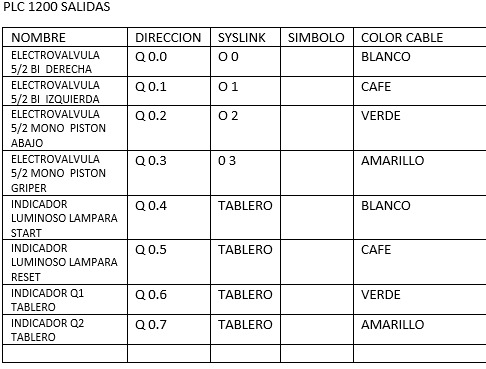 PLC 1200 SALIDAS
NOMBRE DIRECCION SYSLINK SIMBOLO COLOR CABLE
ELECTROVALVULA Q 0.0 O 0 BLANCO
5/2 BI DERECHA
ELECTROVALVULA Q 0.1 O 1 CAFE
5/2 BI IZQUIERDA
ELECTROVALVULA Q 0.2 O 2 VERDE
5/2 MONO PISTON
ABAJO
ELECTROVALVULA Q 0.3 0 3 AMARILLO
5/2 MONO PISTON
GRIPER
INDICADOR Q 0.4 TABLERO BLANCO
LUMINOSO LAMPARA
START
INDICADOR Q 0.5 TABLERO CAFE
LUMINOSO LAMPARA
RESET
INDICADOR Q1 Q 0.6 TABLERO VERDE
TABLERO
INDICADOR Q2 Q 0.7 TABLERO AMARILLO
TABLERO